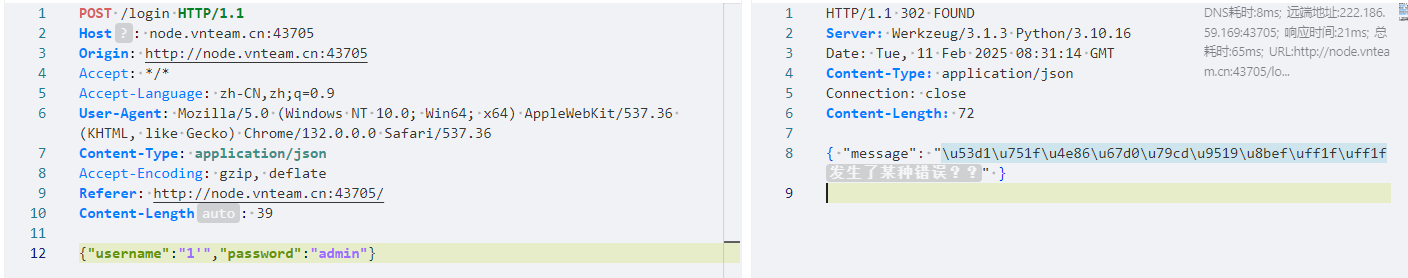 1 POST /login HTTP/1.1
2 Host ? : node.vnteam.cn:43705
3 Origin: http://node.vnteam.cn:43705
4 Accept: */*
5 Accept-Language: zh-CN,zh;q=0.9
6 User-Agent: Mozilla/5.0 (Windows NT 10.0; Win64; x64) AppleWebKit/537.36
(KHTML, like Gecko) Chrome/132.0.0.0 Safari/537.36
7 Content-Type: application/json
8 Accept-Encoding: gzip, deflate
9 Referer: http://node.vnteam.cn:43705/
10 Content-Length auto : 39
11
12 {"username":"1'","password":"admin"}
1 HTTP/1.1 302 FOUND
2 Server: Werkzeug/3.1.3 Python/3.10.16
3 Date: Tue, 11 Feb 2025 08:31:14 GMT
4 Content-Type: application/json
5 Connection: close
6 Content-Length: 72
7
8 { "message": "\u53d1\u751f\u4e86\u67d0\u79cd\u9519\u8bef\uff1f\uff1f
发生了某种错误？？" }
9
DNS耗时:8ms; 远端地址:222.186.
59.169:43705; 响应时间:21ms; 总
耗时:65ms; URL:http://node.vntea
m.cn:43705/lo...